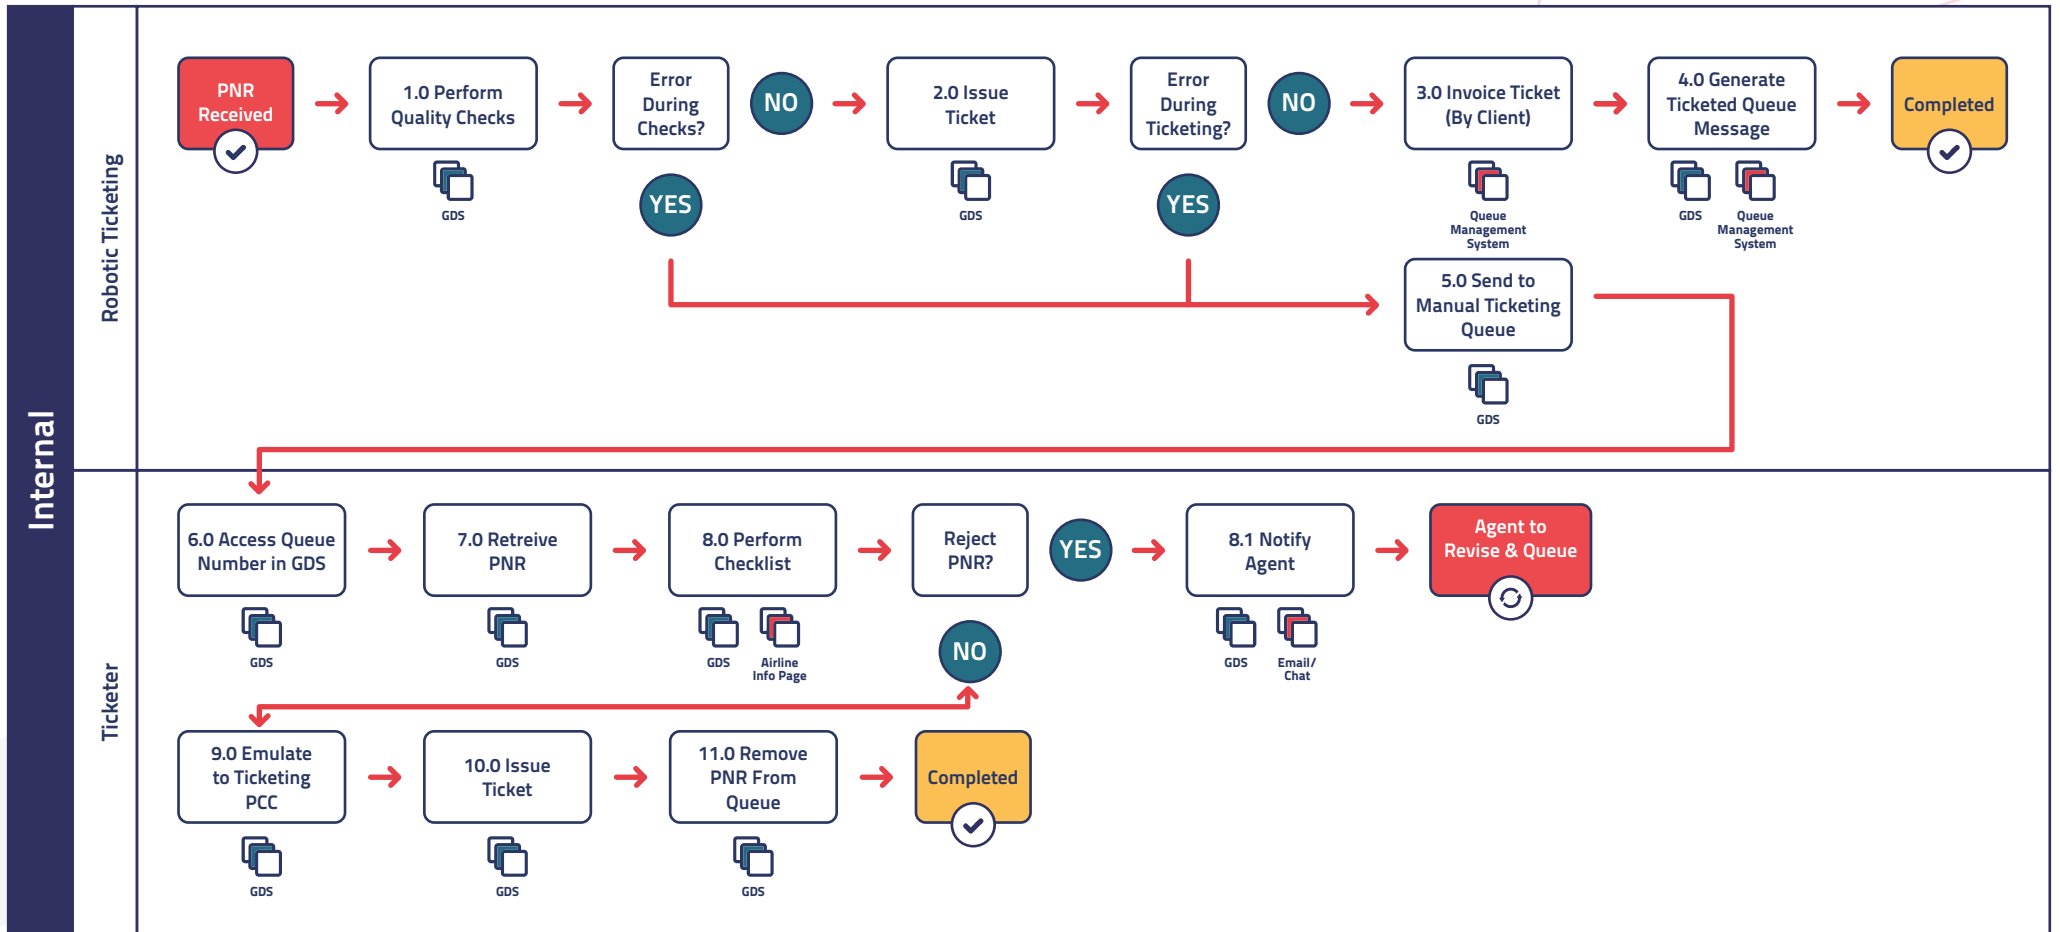 Internal
Robotic Ticketing
PNR
Received
1.0 Perform
Quality Checks
GDS
Error
During
Checks?
NO
YES
2.0 Issue
Ticket
GDS
Error
During
Ticketing?
NO
YES
3.0 Invoice Ticket
(By Client)
Queue
Management
System
4.0 Generate
Ticketed Queue
Message
GDS
Queue
Management
System
Completed
5.0 Send to
Manual Ticketing
Queue
GDS
Ticketer
6.0 Access Queue
Number in GDS
GDS
7.0 Retreive
PNR
GDS
8.0 Perform
Checklist
GDS
Airline
Info Page
Reject
PNR?
YES
NO
8.1 Notify
Agent
GDS
Email/
Chat
Agent to
Revise & Queue
9.0 Emulate
to Ticketing
PCC
GDS
10.0 Issue
Ticket
GDS
11.0 Remove
PNR From
Queue
GDS
Completed